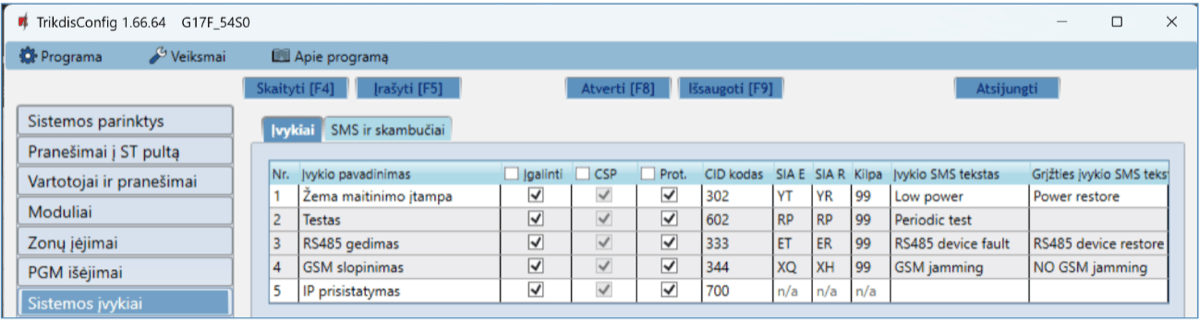 TrikdisConfig 1.66.64 G17F_54S0
Programa Veiksmai Apie programą
Skaityti [F4] Įrašyti [F5] Atverti [F8] Išsaugoti [F9] Atsijungti
Sistemos parinktys
Pranešimai į ST pultą
Vartotojai ir pranešimai
Moduliai
Zonų įėjimai
PGM išėjimai
Sistemos įvykiai
Įvykiai SMS ir skambučiai
Nr. Įvykio pavadinimas Įgalinti CSP Prot. CID kodas SIA E SIA R Kilpa Įvykio SMS tekstas Grįžties įvykio SMS teks
1 Žema maitinimo įtampa 302 YT YR 99 Low power Power restore
2 Testas 602 RP RP 99 Periodic test
3 RS485 gedimas 333 ET ER 99 RS485 device fault RS485 device restore
4 GSM slopinimas 344 XQ XH 99 GSM jamming NO GSM jamming
5 IP prisistatymas 700 n/a n/a n/a